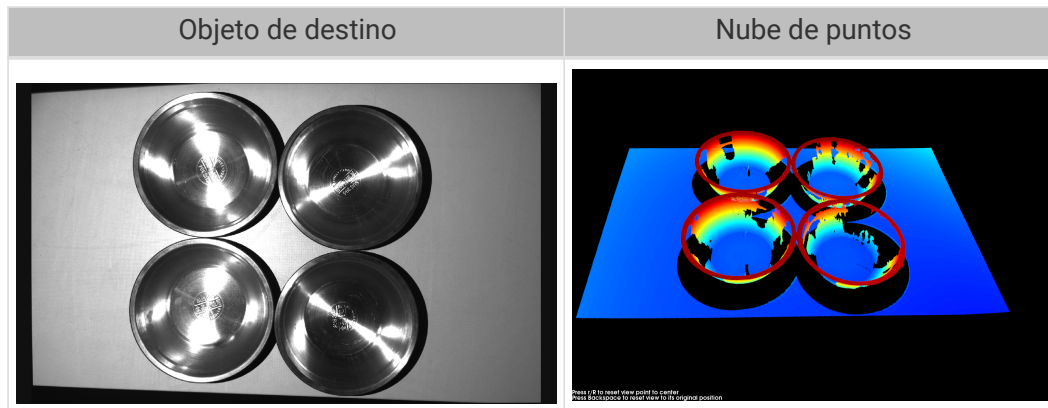 Objeto de destino
Nube de puntos
Press r/R to reset view point to center
Press Backspace to reset view to its original position